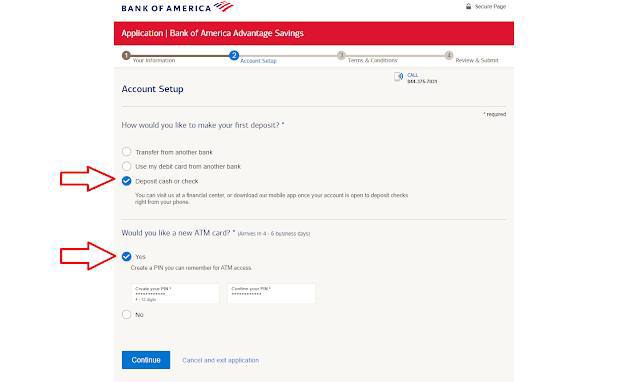 BANK OF AMERICA
Secure Page
Application | Bank of America Advantage Savings
1 2 3 4
Your Information Account Setup Terms & Conditions Review & Submit
CALL
Account Setup
* required
How would you like to make your first deposit? *
Transfer from another bank
Use my debit card from another bank
Deposit cash or check
You can visit us at a financial center, or download our mobile app once your account is open to deposit checks
right from your phone.
Would you like a new ATM card? * (Arrives in 4 - 6 business days)
Yes
Create a PIN you can remember for ATM access.
Create your PIN * Confirm your PIN *
************ ************
4 - 12 digits
No
Continue Cancel and exit application